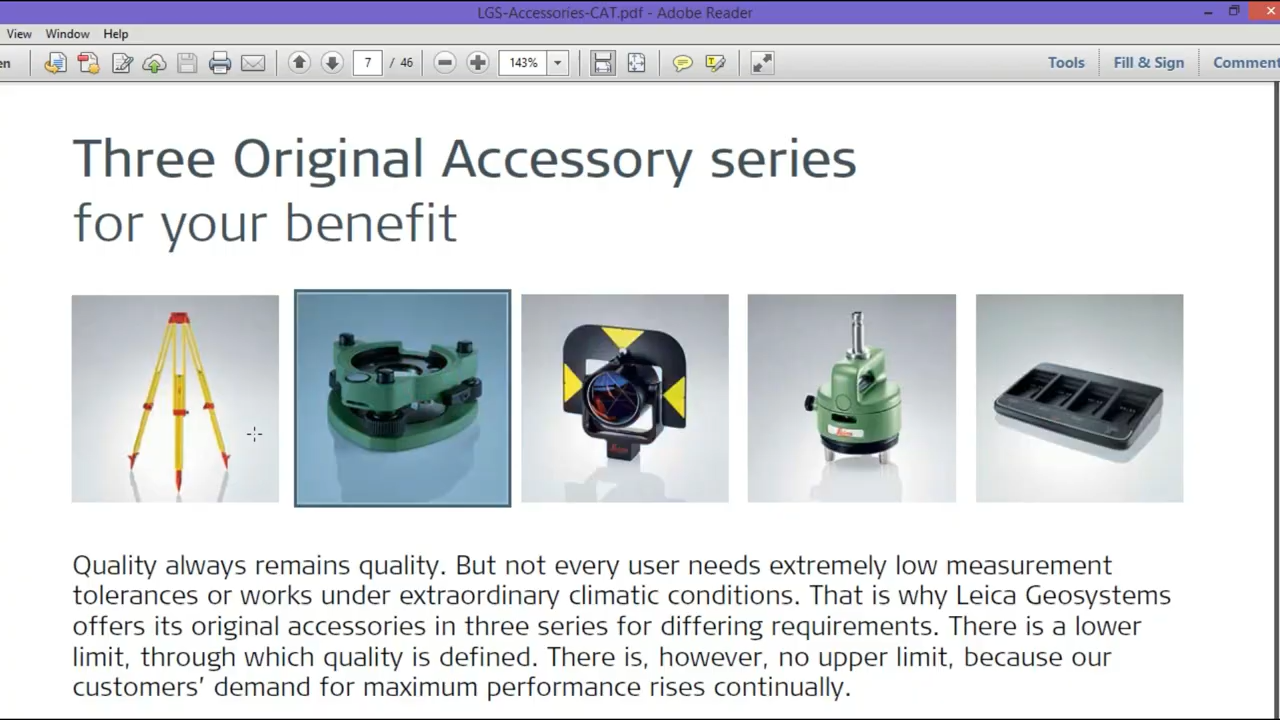 LGS-Accessories-CAT.pdf - Adobe Reader
View Window Help
en 7 / 46 143% Tools Fill & Sign Comment
Three Original Accessory series
for your benefit
Quality always remains quality. But not every user needs extremely low measurement
tolerances or works under extraordinary climatic conditions. That is why Leica Geosystems
offers its original accessories in three series for differing requirements. There is a lower
limit, through which quality is defined. There is, however, no upper limit, because our
customers’ demand for maximum performance rises continually.